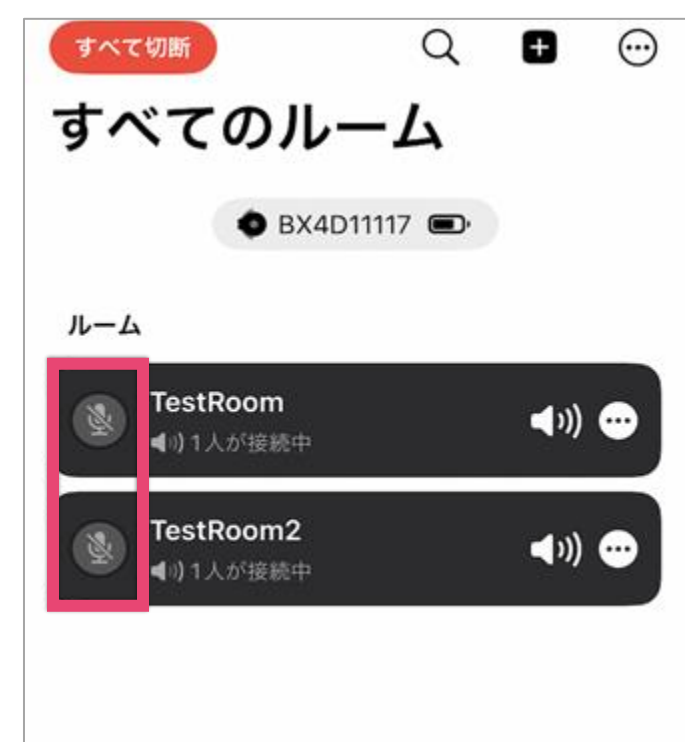 すべて切断
すべてのルーム
BX4D11117
ルーム
TestRoom
1人が接続中
TestRoom2
1人が接続中